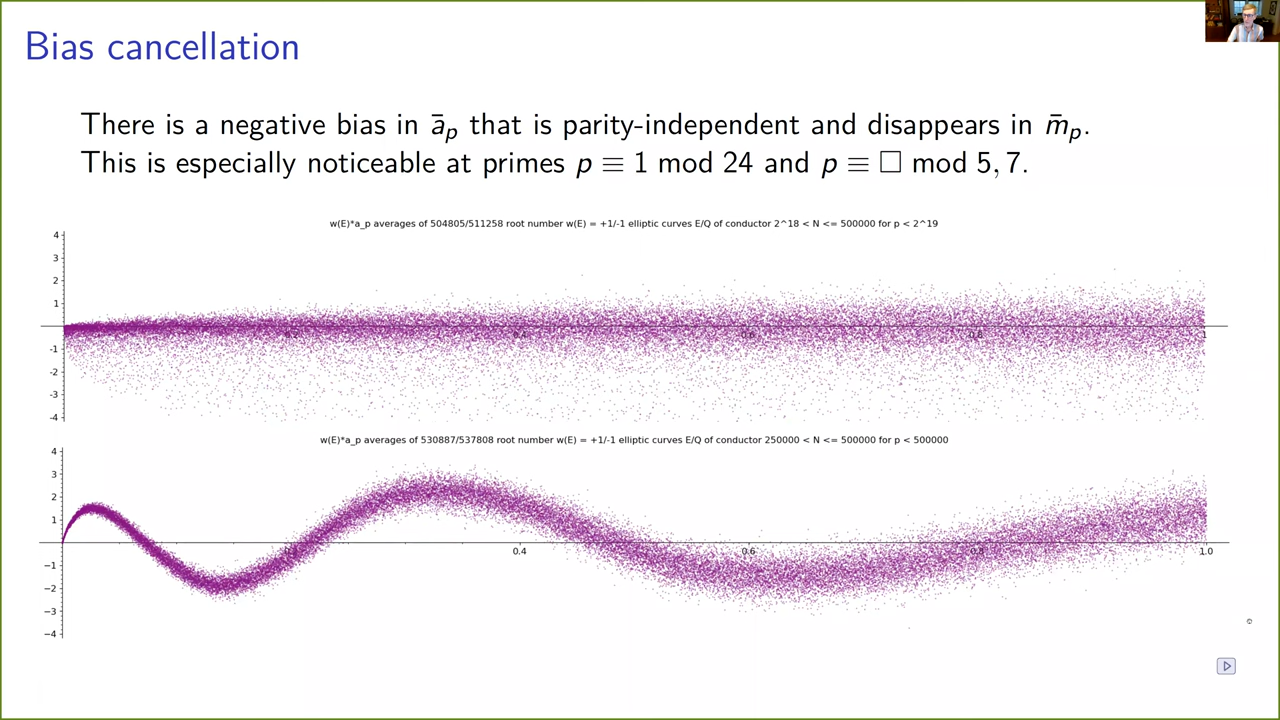 Bias cancellation
There is a negative bias in āₚ that is parity-independent and disappears in m̄ₚ.
This is especially noticeable at primes p ≡ 1 mod 24 and p ≡ □ mod 5, 7.
w(E)*a_p averages of 504805/511258 root number w(E) = +1/-1 elliptic curves E/Q of conductor 2^18 < N <= 500000 for p < 2^19
4
3
2
1
0.2 0.4 0.6 0.8 1
-1
-2
-3
-4
w(E)*a_p averages of 530887/537808 root number w(E) = +1/-1 elliptic curves E/Q of conductor 250000 < N <= 500000 for p < 500000
4
3
2
1
0.2 0.4 0.6 0.8 1.0
−1
−2
−3
−4